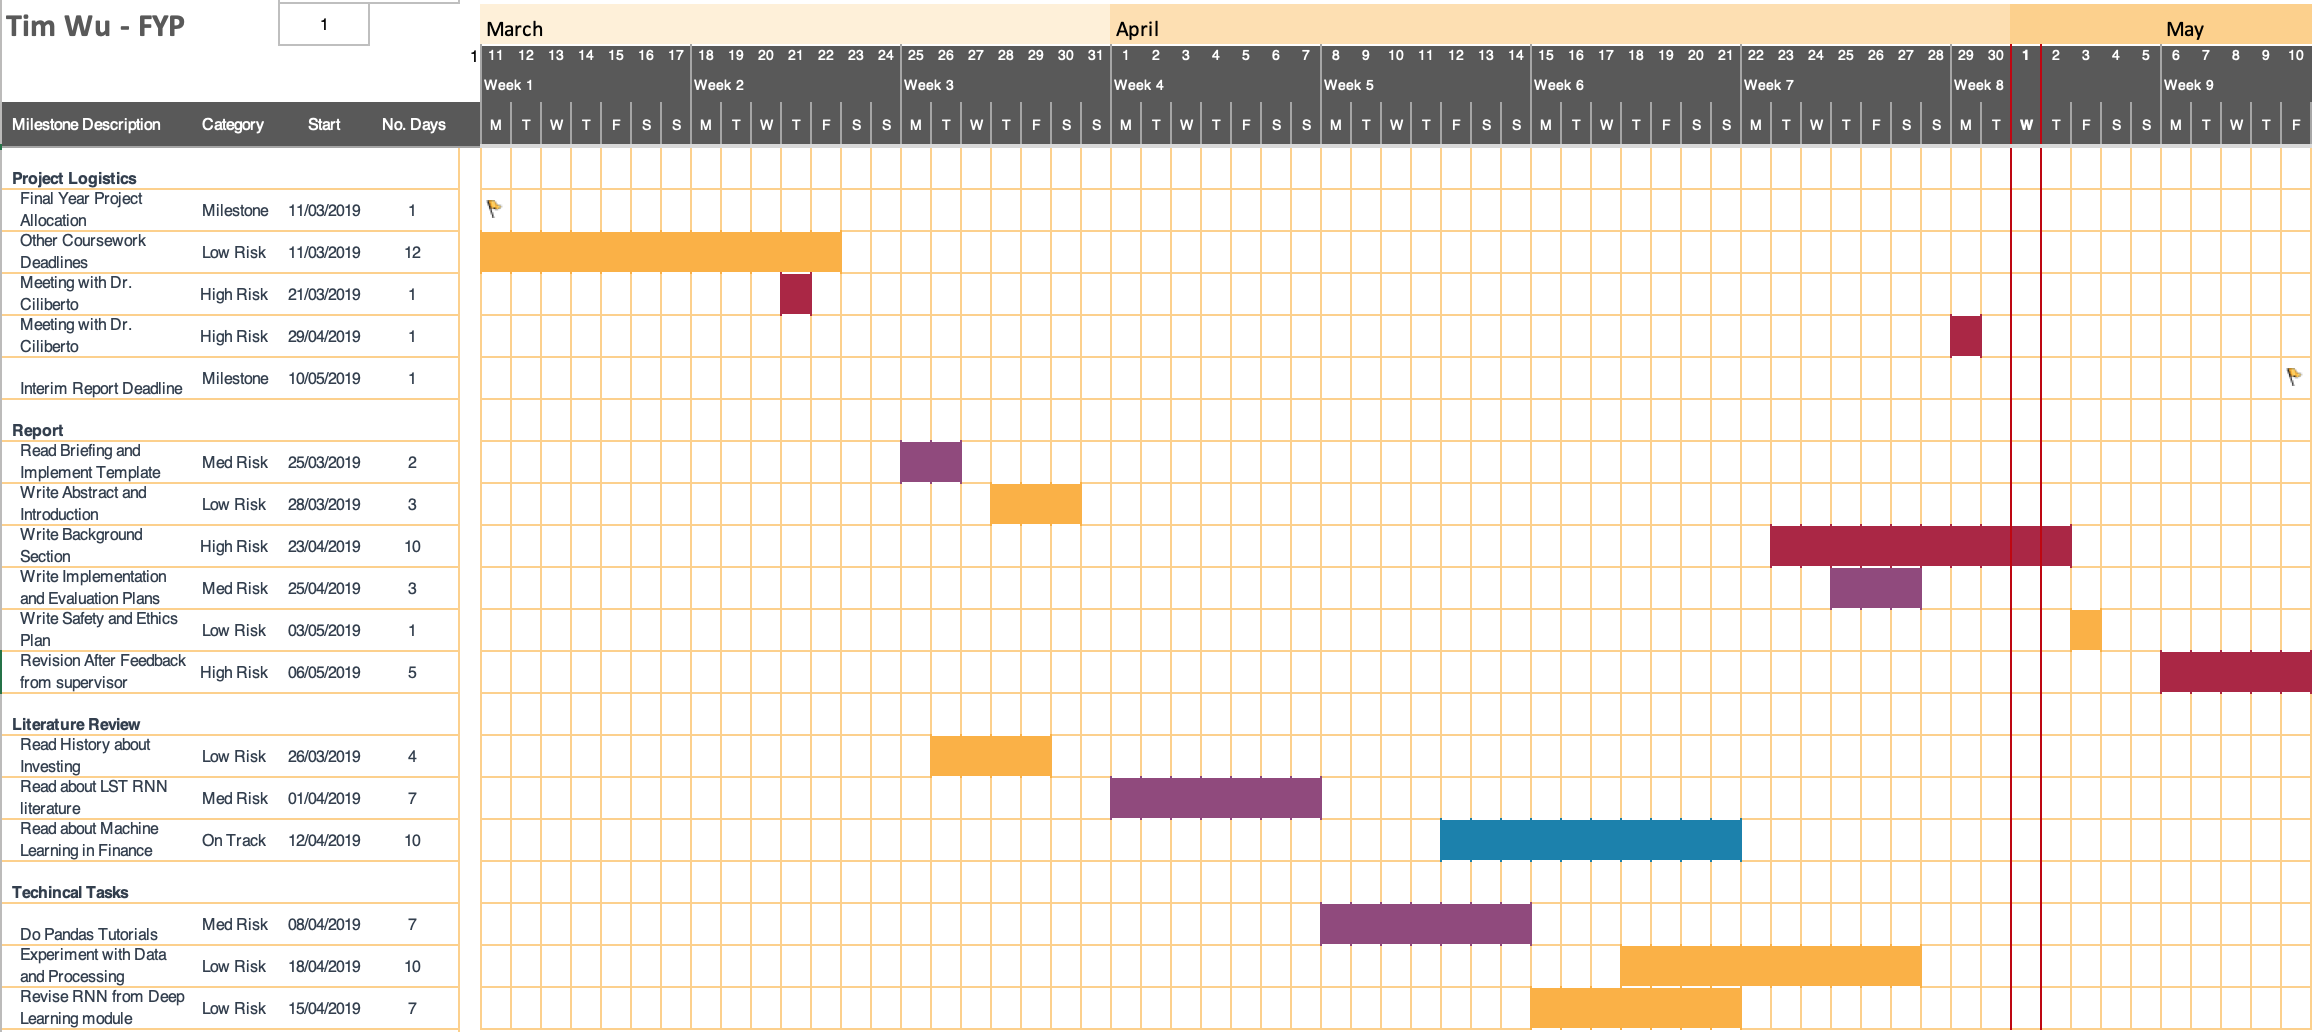 Tim Wu - FYP
1
March April May
1
11 12 13 14 15 16 17 18 19 20 21 22 23 24 25 26 27 28 29 30 31 1 2 3 4 5 6 7 8 9 10 11 12 13 14 15 16 17 18 19 20 21 22 23 24 25 26 27 28 29 30 1 2 3 4 5 6 7 8 9 10
Week 1 Week 2 Week 3 Week 4 Week 5 Week 6 Week 7 Week 8 Week 9
Milestone Description Category Start No. Days M T W T F S S M T W T F S S M T W T F S S M T W T F S S M T W T F S S M T W T F S S M T W T F S S M T W T F S S M T W T F
Project Logistics
Final Year Project
Allocation
Milestone 11/03/2019 1
Other Coursework
Deadlines
Low Risk 11/03/2019 12
Meeting with Dr.
Ciliberto
High Risk 21/03/2019 1
Meeting with Dr.
Ciliberto
High Risk 29/04/2019 1
Interim Report Deadline
Milestone 10/05/2019 1
Report
Read Briefing and
Implement Template
Med Risk 25/03/2019 2
Write Abstract and
Introduction
Low Risk 28/03/2019 3
Write Background
Section
High Risk 23/04/2019 10
Write Implementation
and Evaluation Plans
Med Risk 25/04/2019 3
Write Safety and Ethics
Plan
Low Risk 03/05/2019 1
Revision After Feedback
from supervisor
High Risk 06/05/2019 5
Literature Review
Read History about
Investing
Low Risk 26/03/2019 4
Read about LST RNN
literature
Med Risk 01/04/2019 7
Read about Machine
Learning in Finance
On Track 12/04/2019 10
Techincal Tasks
Do Pandas Tutorials
Med Risk 08/04/2019 7
Experiment with Data
and Processing
Low Risk 18/04/2019 10
Revise RNN from Deep
Learning module
Low Risk 15/04/2019 7